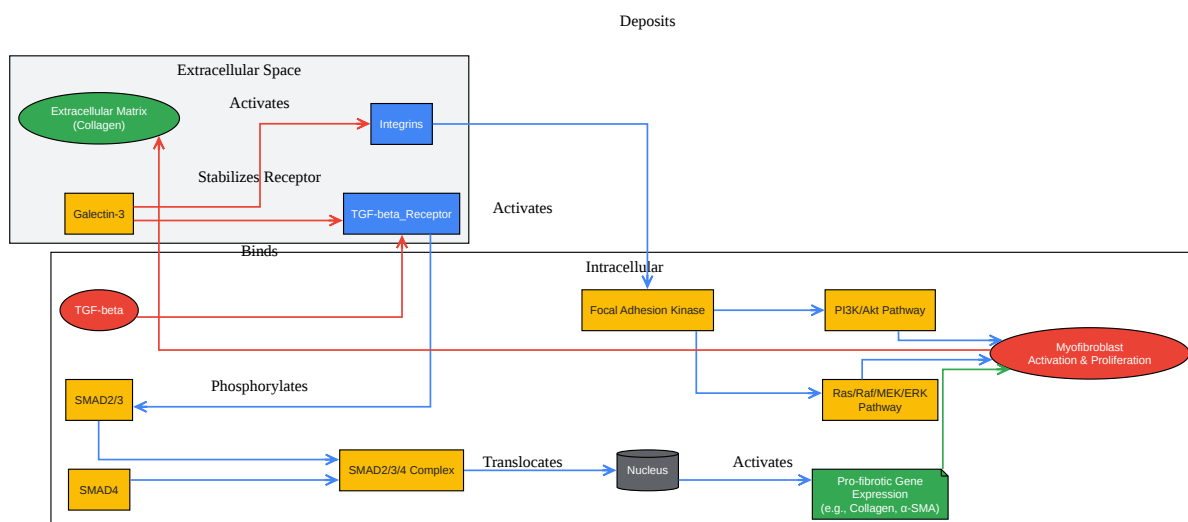 Deposits
Extracellular Space
Extracellular Matrix
(Collagen)
Activates
Integrins
Stabilizes Receptor
Galectin-3
TGF-beta_Receptor
Activates
Binds
Intracellular
TGF-beta
Focal Adhesion Kinase
PI3K/Akt Pathway
Myofibroblast
Activation & Proliferation
Phosphorylates
SMAD2/3
Ras/Raf/MEK/ERK
Pathway
SMAD2/3/4 Complex
Translocates
Nucleus
Activates
SMAD4
Pro-fibrotic Gene
Expression
(e.g., Collagen, α-SMA)